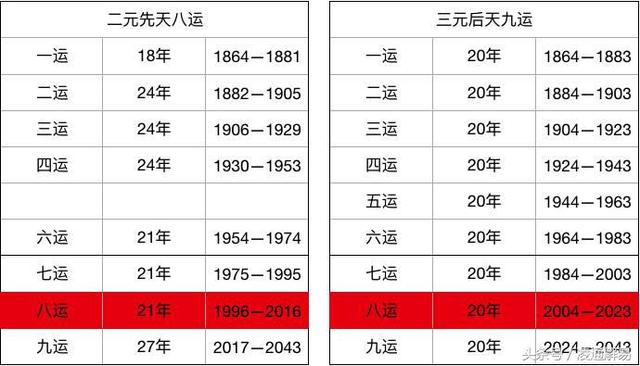 二元先天八运 三元后天九运
一运 18年 1864—1881 一运 20年 1864—1883
二运 24年 1882—1905 二运 20年 1884—1903
三运 24年 1906—1929 三运 20年 1904—1923
四运 24年 1930—1953 四运 20年 1924—1943
五运 20年 1944—1963
六运 21年 1954—1974 六运 20年 1964—1983
七运 21年 1975—1995 七运 20年 1984—2003
八运 21年 1996—2016 八运 20年 2004—2023
九运 27年 2017—2043 九运 20年 2024—2043
头条号